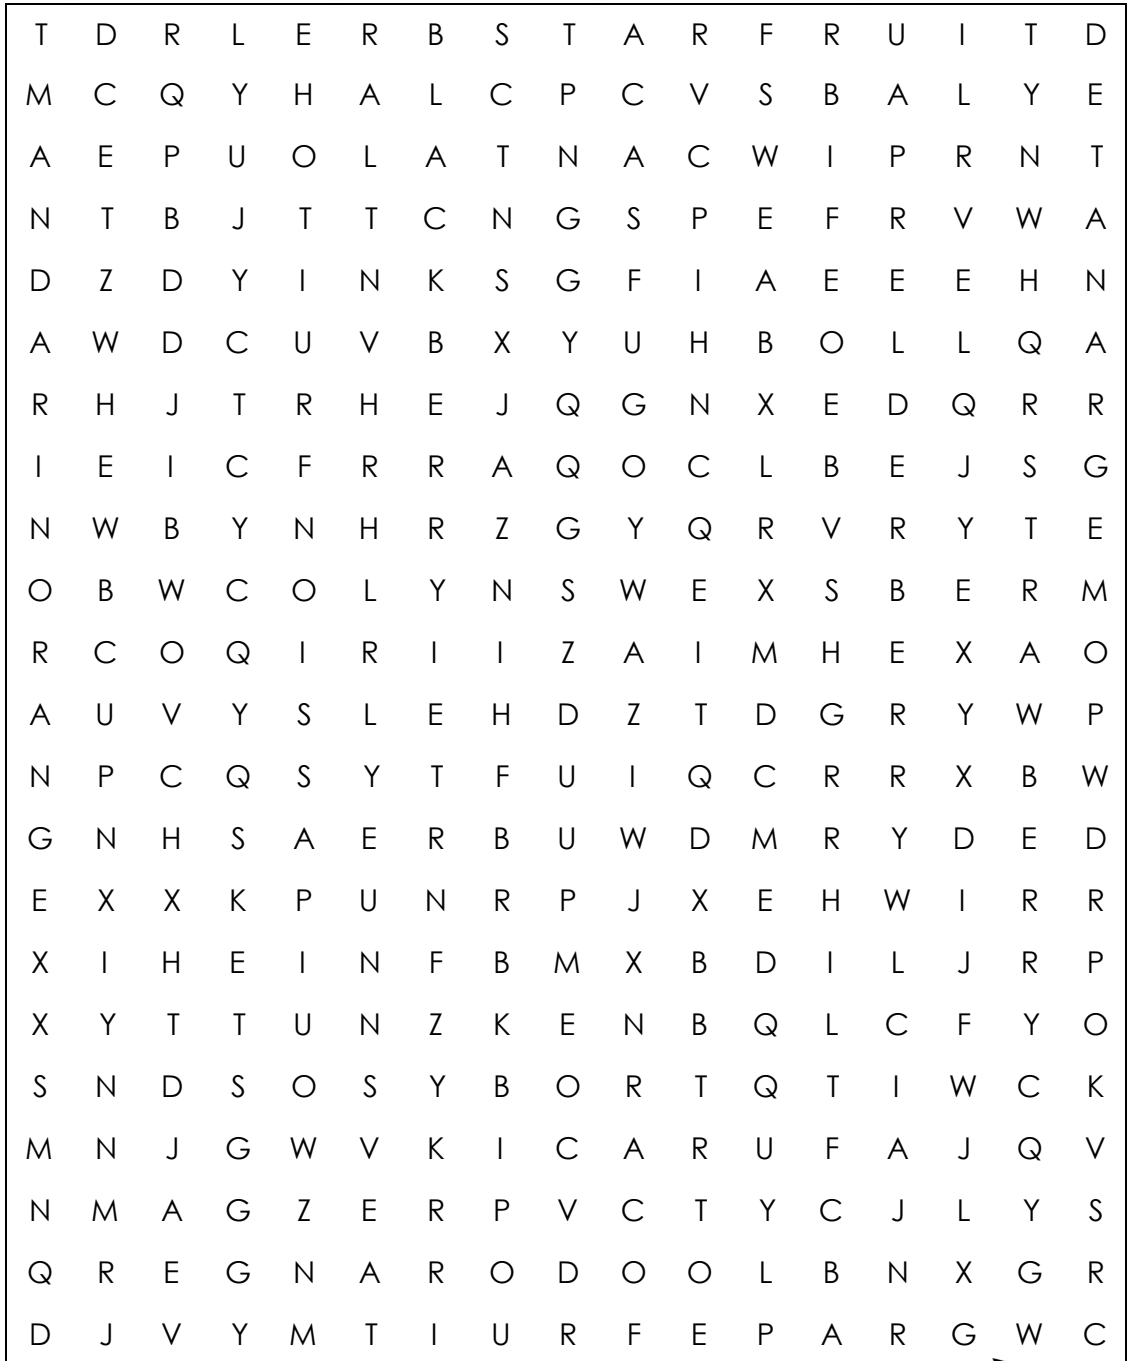 T D R L E R B S T A R F R U I T D
M C Q Y H A L C P C V S B A L Y E
A E P U O L A T N A C W I P R N T
N T B J T T C N G S P E F R V W A
D Z D Y I N K S G F I A E E E H N
A W D C U V B X Y U H B O L L Q A
R H J T R H E J Q G N X E D Q R R
I E I C F R R A Q O C L B E J S G
N W B Y N H R Z G Y Q R V R Y T E
O B W C O L Y N S W E X S B E R M
R C O Q I R I I Z A I M H E X A O
A U V Y S L E H D Z T D G R Y W P
N P C Q S Y T F U I Q C R R X B W
G N H S A E R B U W D M R Y D E D
E X X K P U N R P J X E H W I R R
X I H E I N F B M X B D I L J R P
X Y T T U N Z K E N B Q L C F Y O
S N D S O S Y B O R T Q T I W C K
M N J G W V K I C A R U F A J Q V
N M A G Z E R P V C T Y C J L Y S
Q R E G N A R O D O O L B N X G R
D J V Y M T I U R F E P A R G W C